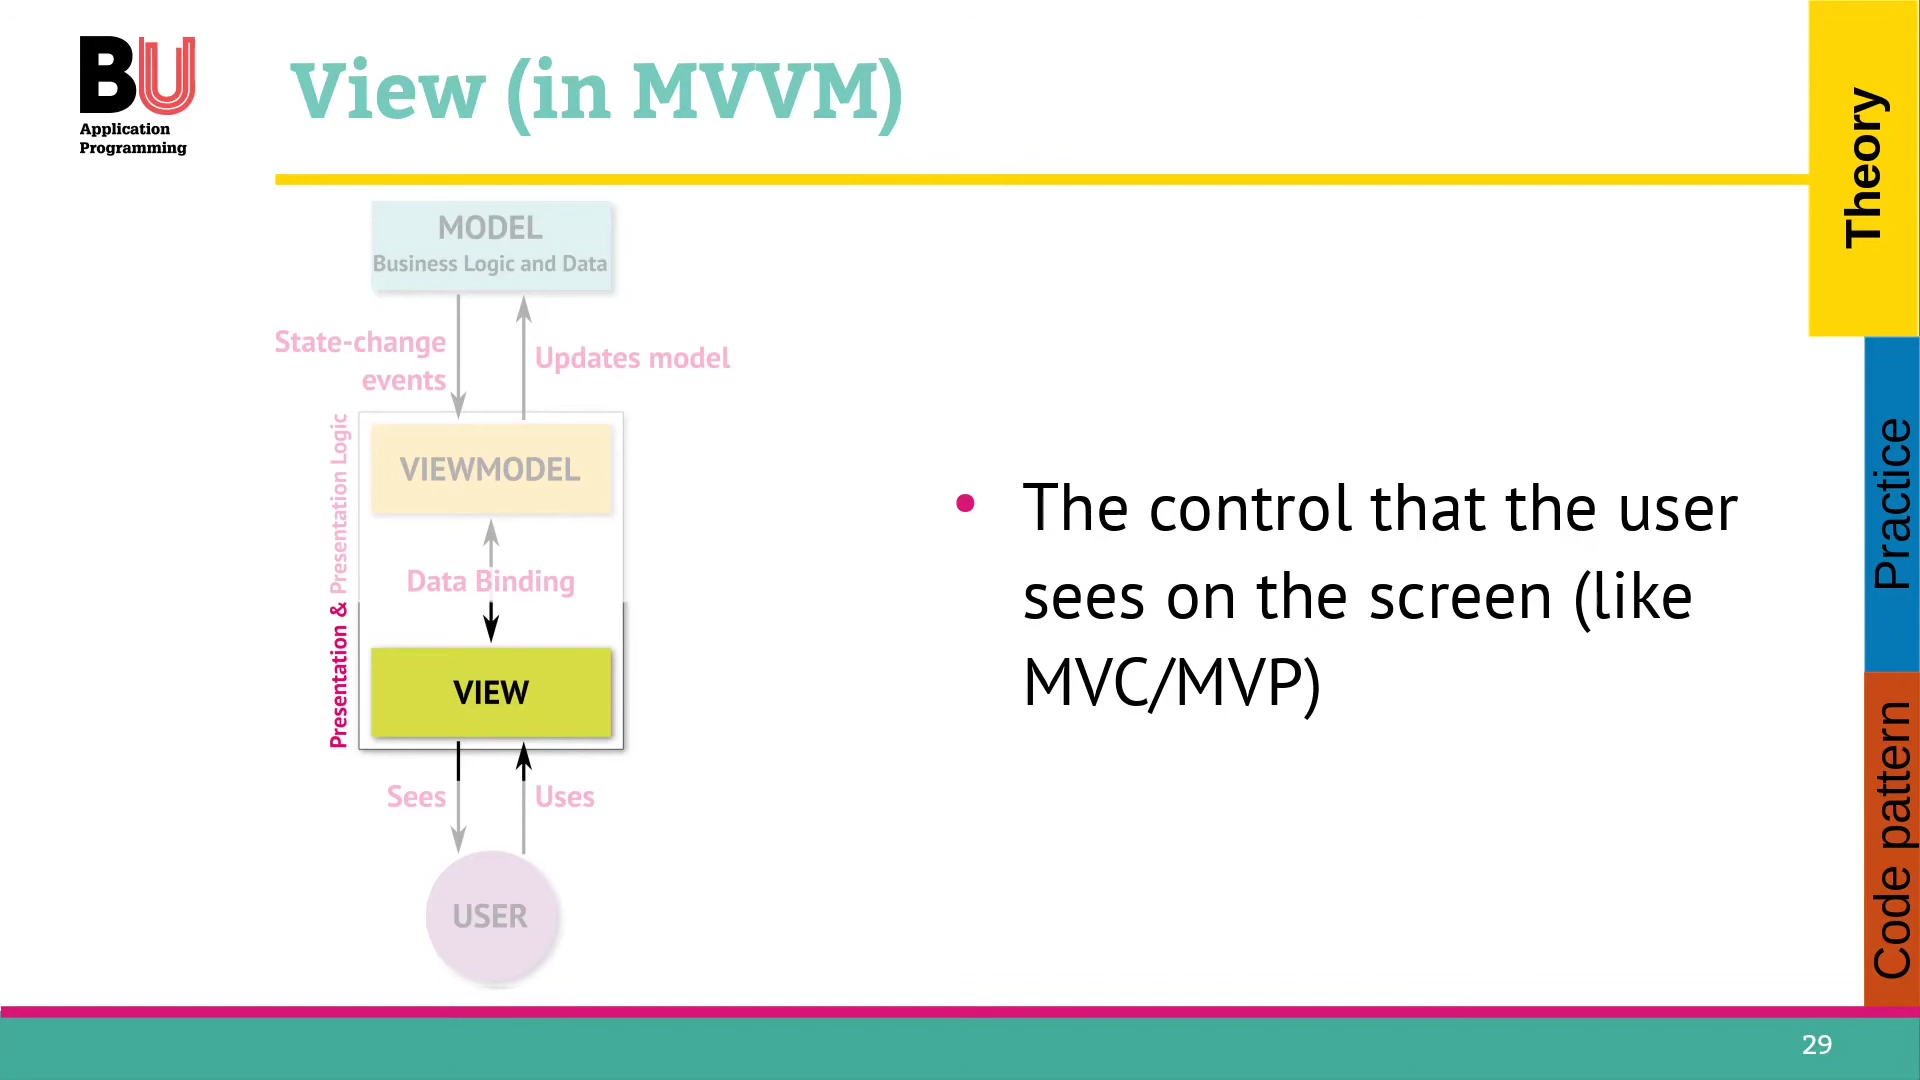 BU
Application
Programming
View (in MVVM)
Theory
Practice
Code pattern
MODEL
Business Logic and Data
State-change
events
Updates model
Presentation & Presentation Logic
VIEWMODEL
Data Binding
VIEW
Sees
Uses
USER
• The control that the user
sees on the screen (like
MVC/MVP)
29